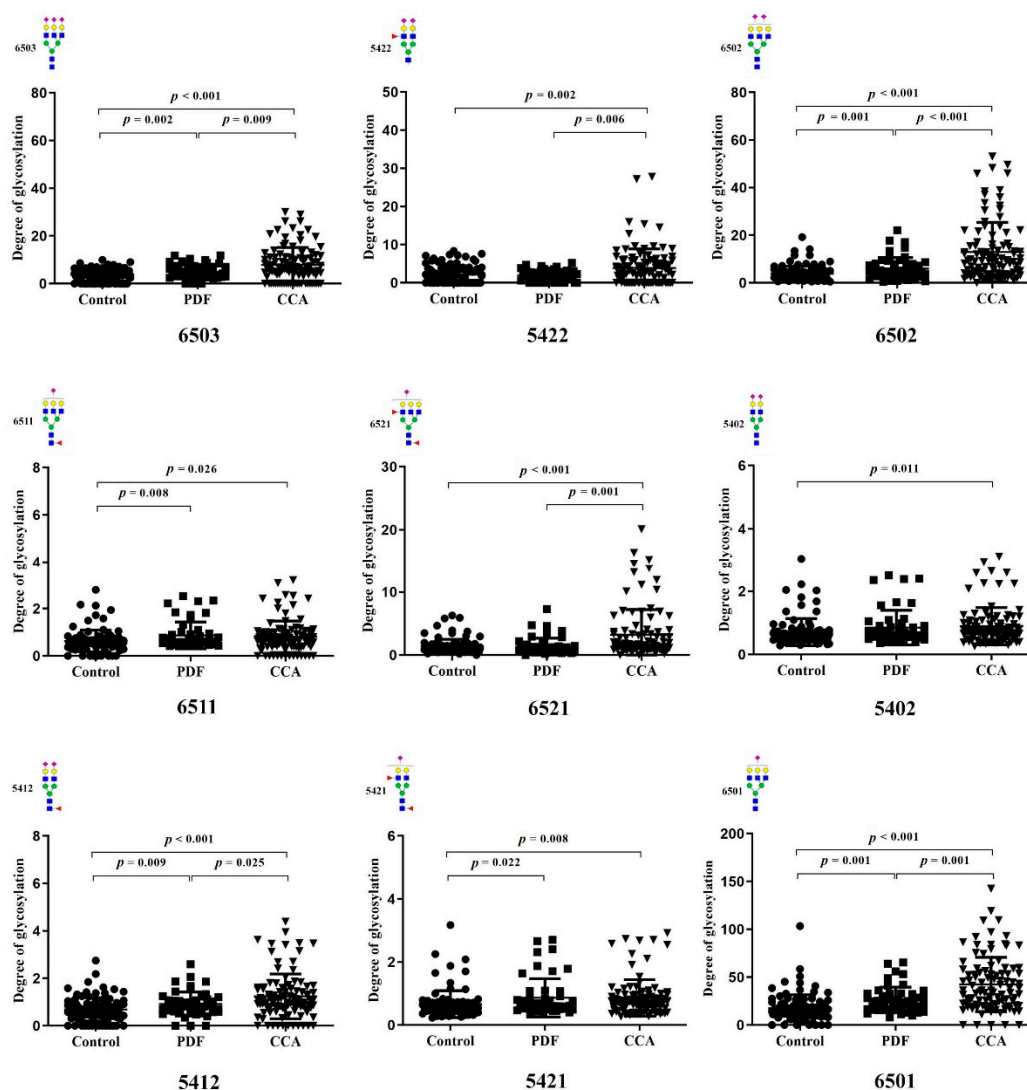 6503
Degree of glycosylation
80
60
40
20
0
p < 0.001
p = 0.002
p = 0.009
Control PDF CCA
6503
5422
Degree of glycosylation
50
40
30
20
10
0
p = 0.002
p = 0.006
Control PDF CCA
5422
6502
Degree of glycosylation
80
60
40
20
0
p < 0.001
p = 0.001
p < 0.001
Control PDF CCA
6502
6511
Degree of glycosylation
8
6
4
2
0
p = 0.026
p = 0.008
Control PDF CCA
6511
6521
Degree of glycosylation
30
20
10
0
p < 0.001
p = 0.001
Control PDF CCA
6521
5402
Degree of glycosylation
6
4
2
0
p = 0.011
Control PDF CCA
5402
5412
Degree of glycosylation
8
6
4
2
0
p < 0.001
p = 0.009
p = 0.025
Control PDF CCA
5412
5421
Degree of glycosylation
6
4
2
0
p = 0.008
p = 0.022
Control PDF CCA
5421
6501
Degree of glycosylation
200
150
100
50
0
p < 0.001
p = 0.001
p = 0.001
Control PDF CCA
6501